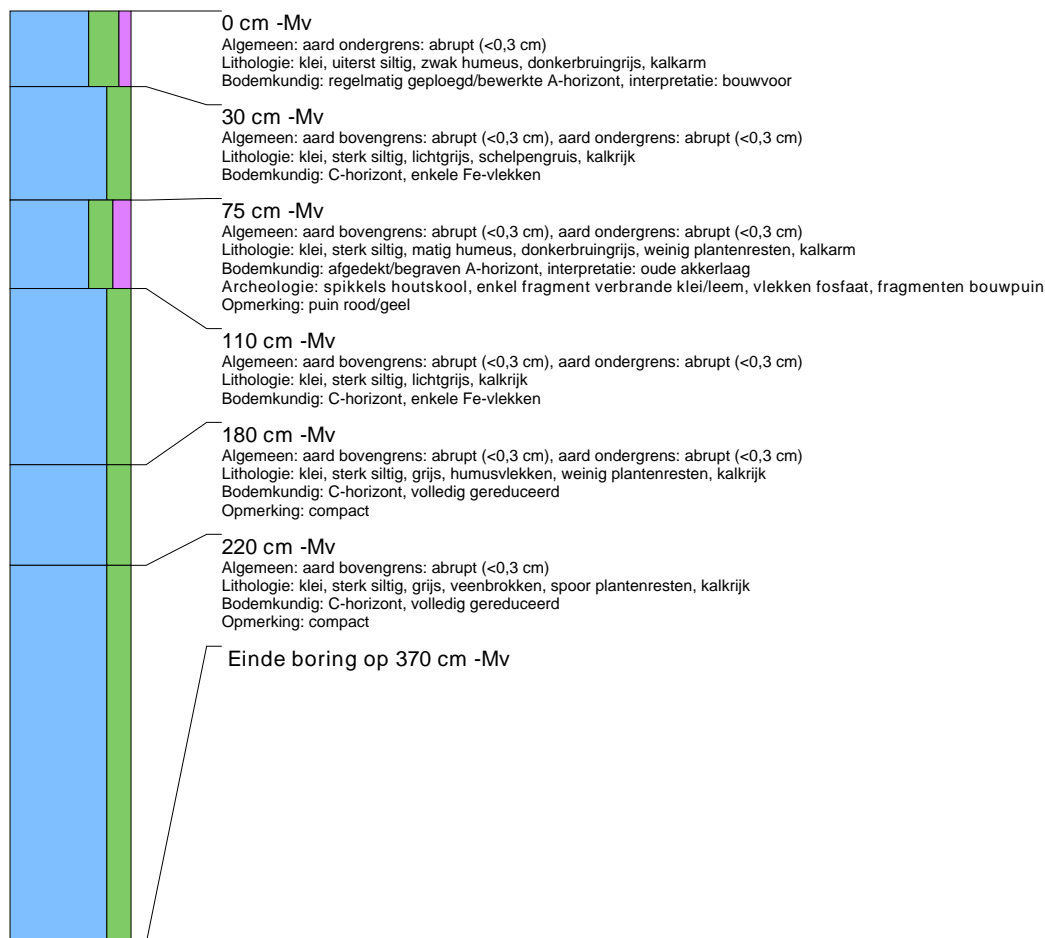 0 cm -Mv
Algemeen: aard ondergrens: abrupt (<0,3 cm)
Lithologie: klei, uiterst siltig, zwak humeus, donkerbruingrijs, kalkarm
Bodemkundig: regelmatig geploegd/bewerkte A-horizont, interpretatie: bouwvoor
30 cm -Mv
Algemeen: aard bovengrens: abrupt (<0,3 cm), aard ondergrens: abrupt (<0,3 cm)
Lithologie: klei, sterk siltig, lichtgrijs, schelpengruis, kalkrijk
Bodemkundig: C-horizont, enkele Fe-vlekken
75 cm -Mv
Algemeen: aard bovengrens: abrupt (<0,3 cm), aard ondergrens: abrupt (<0,3 cm)
Lithologie: klei, sterk siltig, matig humeus, donkerbruingrijs, weinig plantenresten, kalkarm
Bodemkundig: afgedekt/begraven A-horizont, interpretatie: oude akkerlaag
Archeologie: spikkels houtskool, enkel fragment verbrande klei/leem, vlekken fosfaat, fragmenten bouwpuin
Opmerking: puin rood/geel
110 cm -Mv
Algemeen: aard bovengrens: abrupt (<0,3 cm), aard ondergrens: abrupt (<0,3 cm)
Lithologie: klei, sterk siltig, lichtgrijs, kalkrijk
Bodemkundig: C-horizont, enkele Fe-vlekken
180 cm -Mv
Algemeen: aard bovengrens: abrupt (<0,3 cm), aard ondergrens: abrupt (<0,3 cm)
Lithologie: klei, sterk siltig, grijs, humusvlekken, weinig plantenresten, kalkrijk
Bodemkundig: C-horizont, volledig gereduceerd
Opmerking: compact
220 cm -Mv
Algemeen: aard bovengrens: abrupt (<0,3 cm)
Lithologie: klei, sterk siltig, grijs, veenbrokken, spoor plantenresten, kalkrijk
Bodemkundig: C-horizont, volledig gereduceerd
Opmerking: compact
Einde boring op 370 cm -Mv